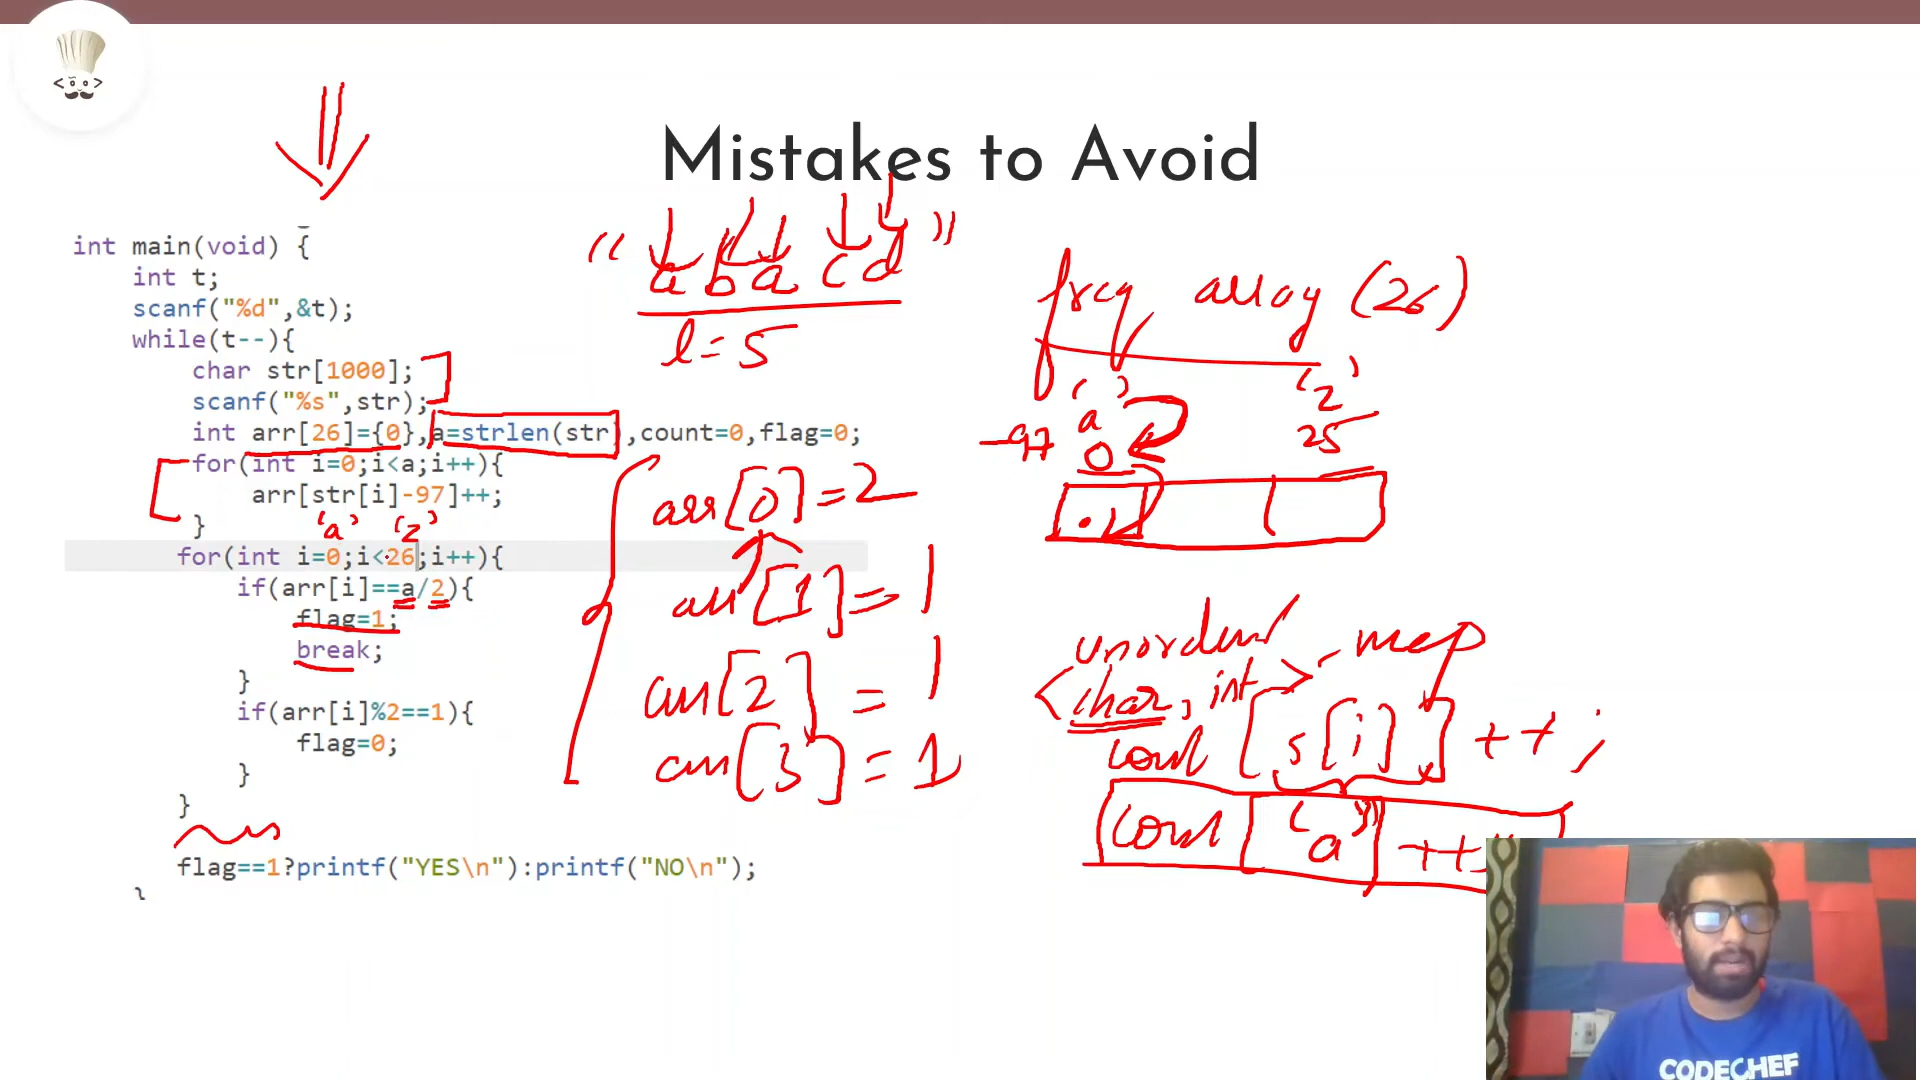 Mistakes to Avoid
int main(void) {
int t;
scanf("%d",&t);
while(t--){
char str[1000];
scanf("%s",str);
int arr[26]={0},a=strlen(str),count=0,flag=0;
for(int i=0;i<a;i++){
arr[str[i]-97]++;
}
'a' 'z'
for(int i=0;i<26;i++){
if(arr[i]==a/2){
flag=1;
break;
}
if(arr[i]%2==1){
flag=0;
}
}
flag==1?printf("YES\n"):printf("NO\n");
}
"abacd"
l=5
arr[0]=2
arr[1]=1
arr[2]=1
arr[3]=1
freq array (26)
'a' 'z'
-97 0 25
unordered_map
<char, int>
count[s[i]]++;
count['a']++
CODECHEF